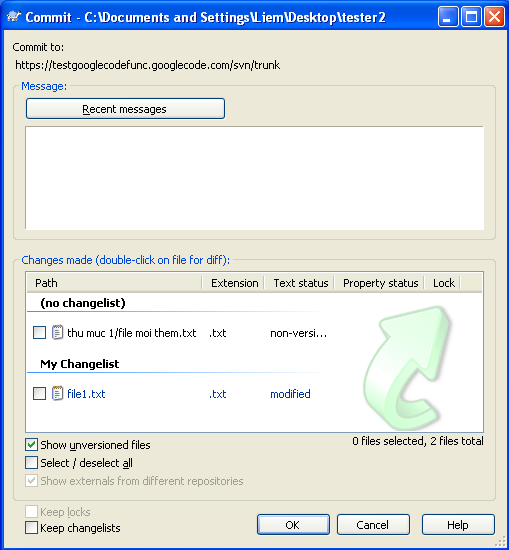 Commit - C:\Documents and Settings\Liem\Desktop\tester2
Commit to:
https://testgooglecodefunc.googlecode.com/svn/trunk
Message:
Recent messages
Changes made (double-click on file for diff):
Path Extension Text status Property status Lock
(no changelist)
thu muc 1/file moi them.txt .txt non-versi...
My Changelist
file1.txt .txt modified
Show unversioned files 0 files selected, 2 files total
Select / deselect all
Show externals from different repositories
Keep locks
Keep changelists OK Cancel Help